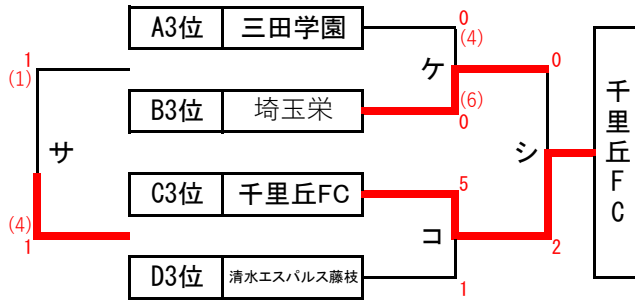 A3位 三田学園
0
(4)
ケ
1
(1)
0
B3位 埼玉栄
(6)
0
サ
シ
千里丘FC
C3位 千里丘FC
5
(4)
1
コ
2
D3位 清水エスパルス藤枝
1